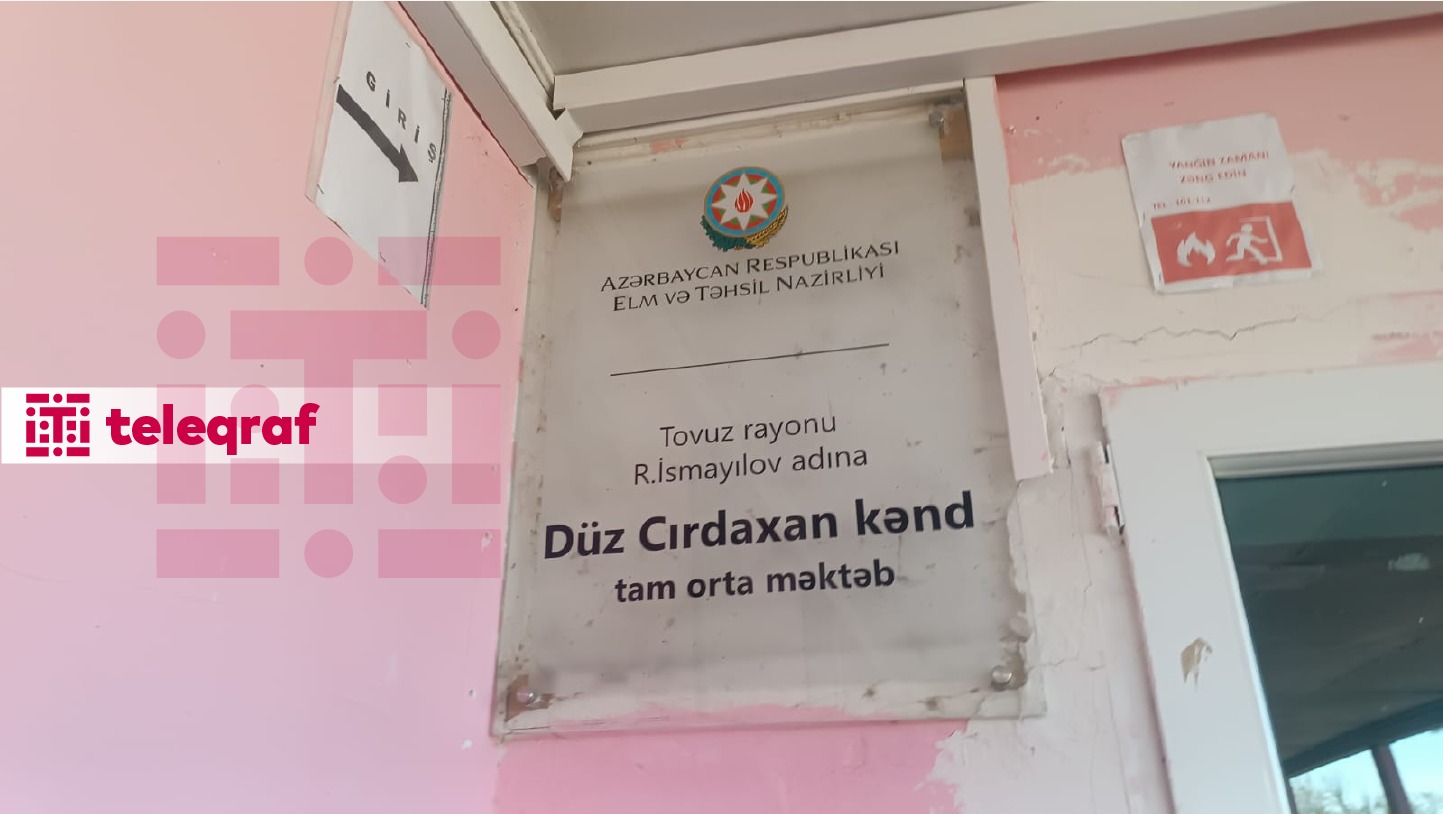 GİRİŞ
AZƏRBAYCAN RESPUBLİKASI
ELM VƏ TƏHSİL NAZİRLİYİ
Tovuz rayonu
R.İsmayılov adına
Düz Cırdaxan kənd
tam orta məktəb
YANĞIN ZAMANI
ZƏNG EDİN
TEL
teleqraf